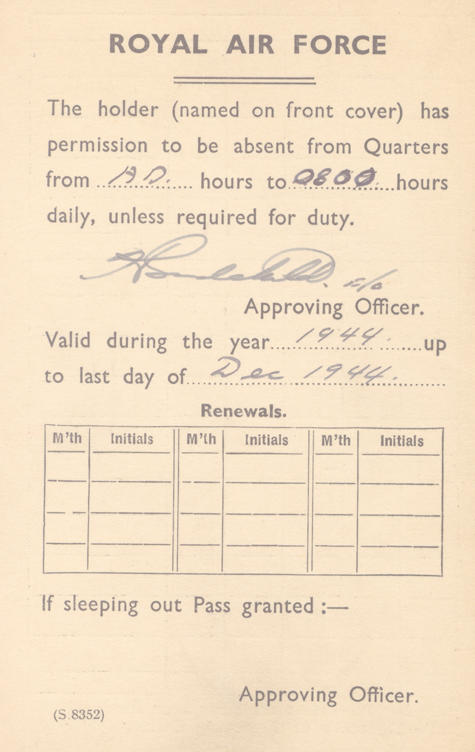 ROYAL AIR FORCE
The holder (named on front cover) has
permission to be absent from Quarters
from A.D. hours to 0800 hours
daily, unless required for duty.
F/O
Approving Officer.
Valid during the year 1944 up
to last day of Dec 1944.
Renewals.
M'th Initials M'th Initials M'th Initials
If sleeping out Pass granted :—
Approving Officer.
(S.8352)